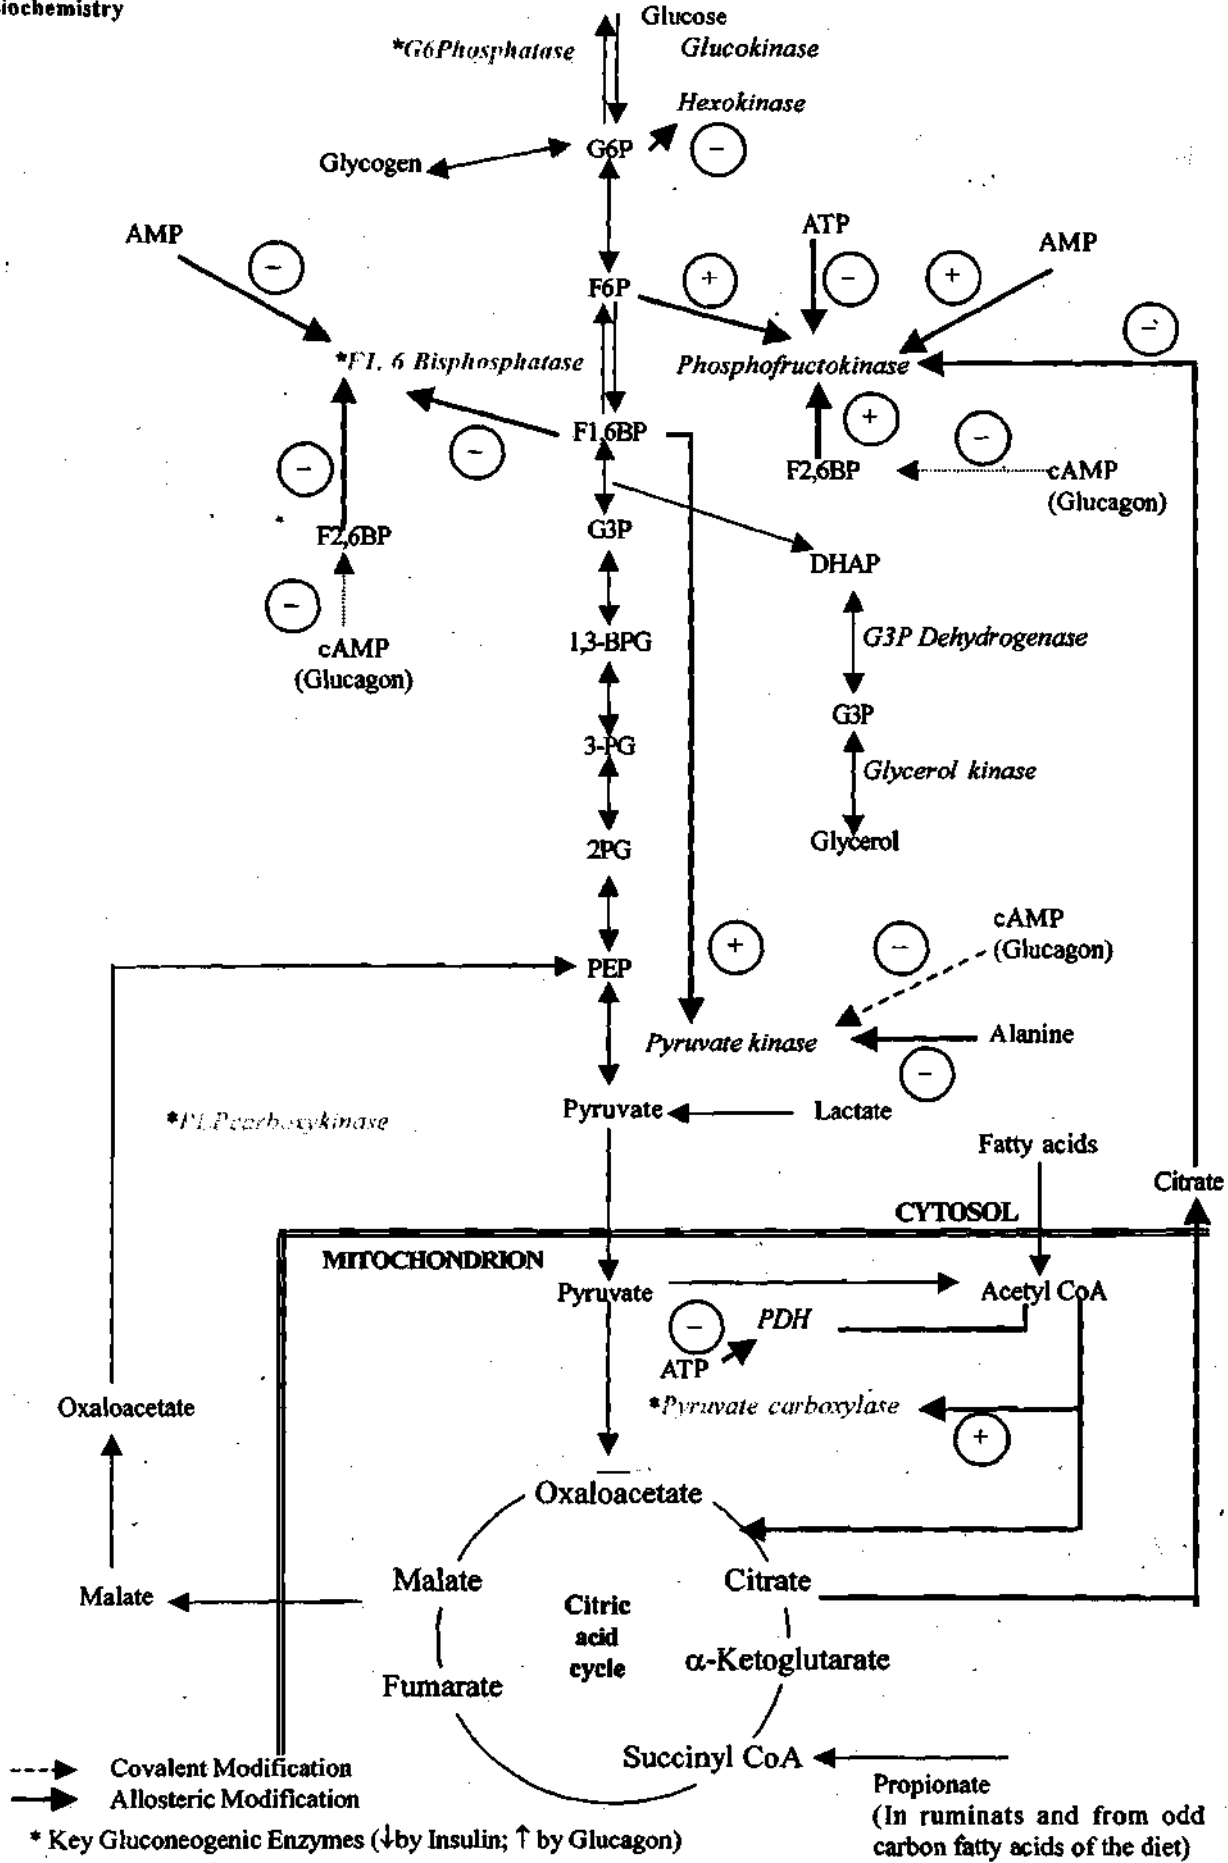 iochemistry
Glucose
*G6Phosphatase
Glucokinase
Hexokinase
G6P
−
Glycogen
AMP
−
ATP
AMP
F6P
+
−
+
−
*F1, 6 Bisphosphatase
Phosphofructokinase
F1,6BP
+
−
−
−
F2,6BP
cAMP
(Glucagon)
F2,6BP
G3P
DHAP
−
1,3-BPG
G3P Dehydrogenase
cAMP
(Glucagon)
G3P
3-PG
Glycerol kinase
2PG
Glycerol
cAMP
(Glucagon)
+
−
PEP
Pyruvate kinase
Alanine
−
Pyruvate
Lactate
*PEPcarboxykinase
Fatty acids
Citrate
CYTOSOL
MITOCHONDRION
Pyruvate
Acetyl CoA
−
PDH
ATP
Oxaloacetate
*Pyruvate carboxylase
+
Oxaloacetate
Malate
Malate
Citrate
Citric
acid
cycle
α-Ketoglutarate
Fumarate
Succinyl CoA
Covalent Modification
Allosteric Modification
Propionate
(In ruminats and from odd
carbon fatty acids of the diet)
* Key Gluconeogenic Enzymes (↓by Insulin; ↑ by Glucagon)